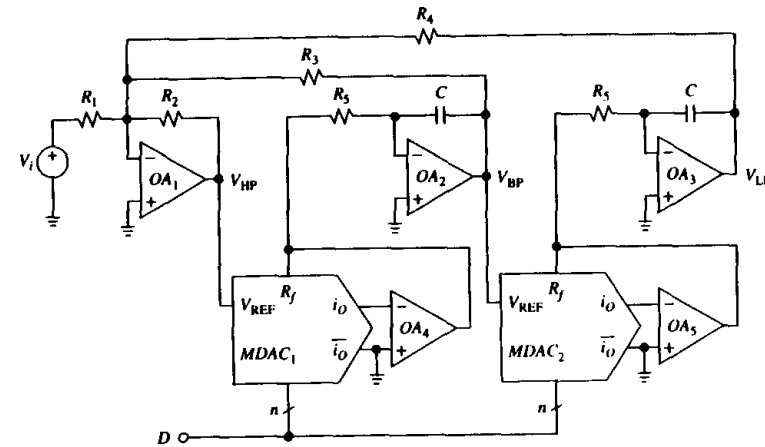 R4
R3
R1
R2
R5
C
R5
C
Vi
+
−
OA1
+
VHP
−
OA2
+
VBP
−
OA3
+
VL
VREF
Rf
iO
−
OA4
MDAC1
iO
+
VREF
Rf
iO
−
OA5
MDAC2
iO
+
n
n
D